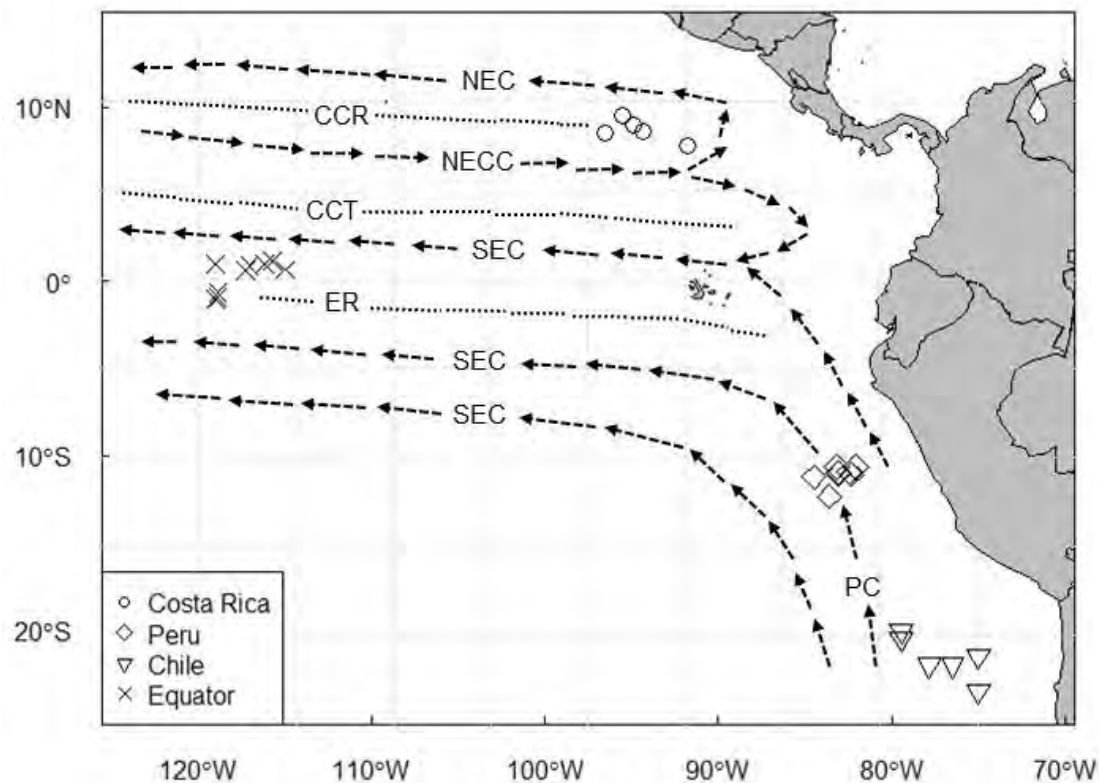 NEC
10°N
CCR
NECC
CCT
SEC
0°
ER
SEC
SEC
10°S
PC
Costa Rica
Peru
20°S
Chile
Equator
120°W 110°W 100°W 90°W 80°W 70°W